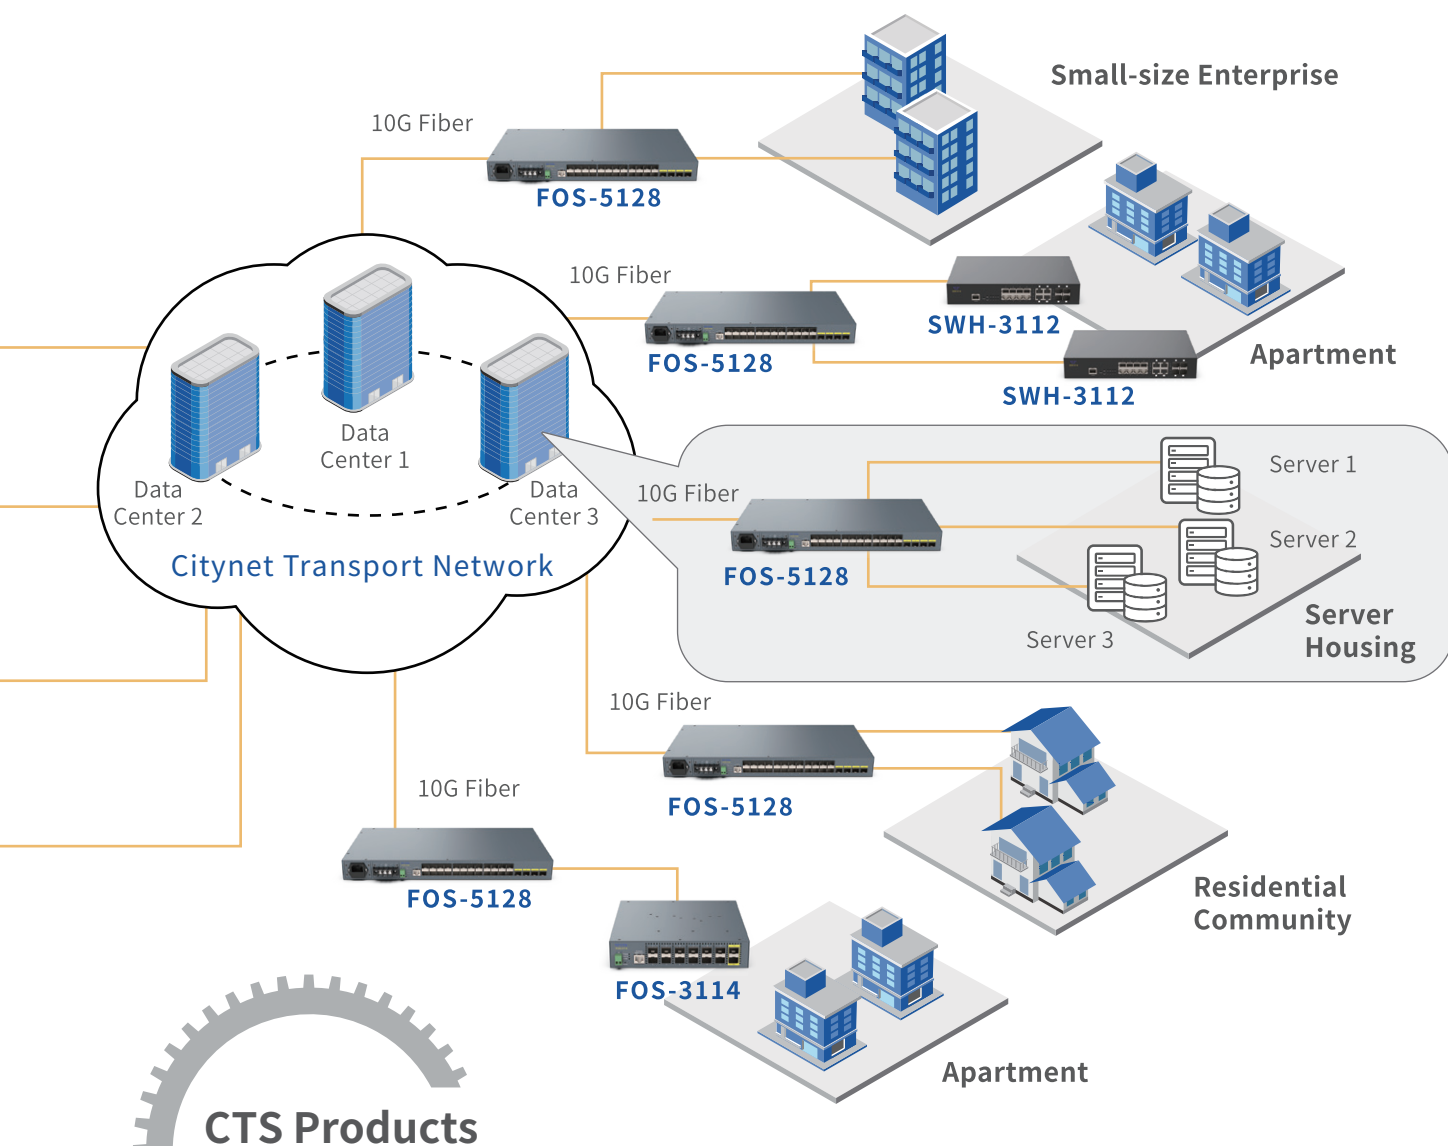 Small-size Enterprise
10G Fiber
FOS-5128
10G Fiber
FOS-5128
SWH-3112
SWH-3112
Apartment
Data
Center 1
Data
Center 2
Data
Center 3
Citynet Transport Network
10G Fiber
FOS-5128
Server 1
Server 2
Server 3
Server
Housing
10G Fiber
FOS-5128
Residential
Community
10G Fiber
FOS-5128
FOS-3114
Apartment
CTS Products